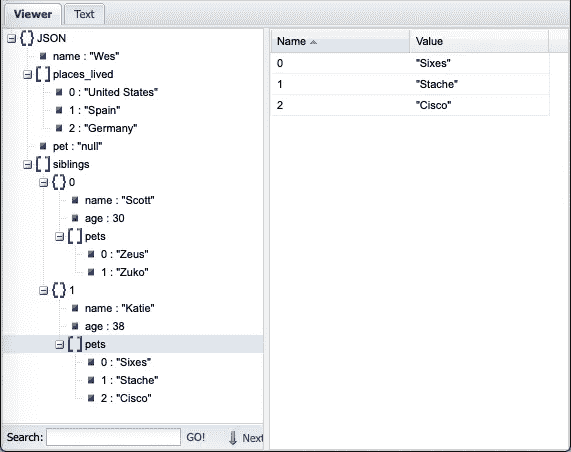 Viewer Text
JSON
name : "Wes"
places_lived
0 : "United States"
1 : "Spain"
2 : "Germany"
pet : "null"
siblings
0
name : "Scott"
age : 30
pets
0 : "Zeus"
1 : "Zuko"
1
name : "Katie"
age : 38
pets
0 : "Sixes"
1 : "Stache"
2 : "Cisco"
Search: GO! Next
Name Value
0 "Sixes"
1 "Stache"
2 "Cisco"